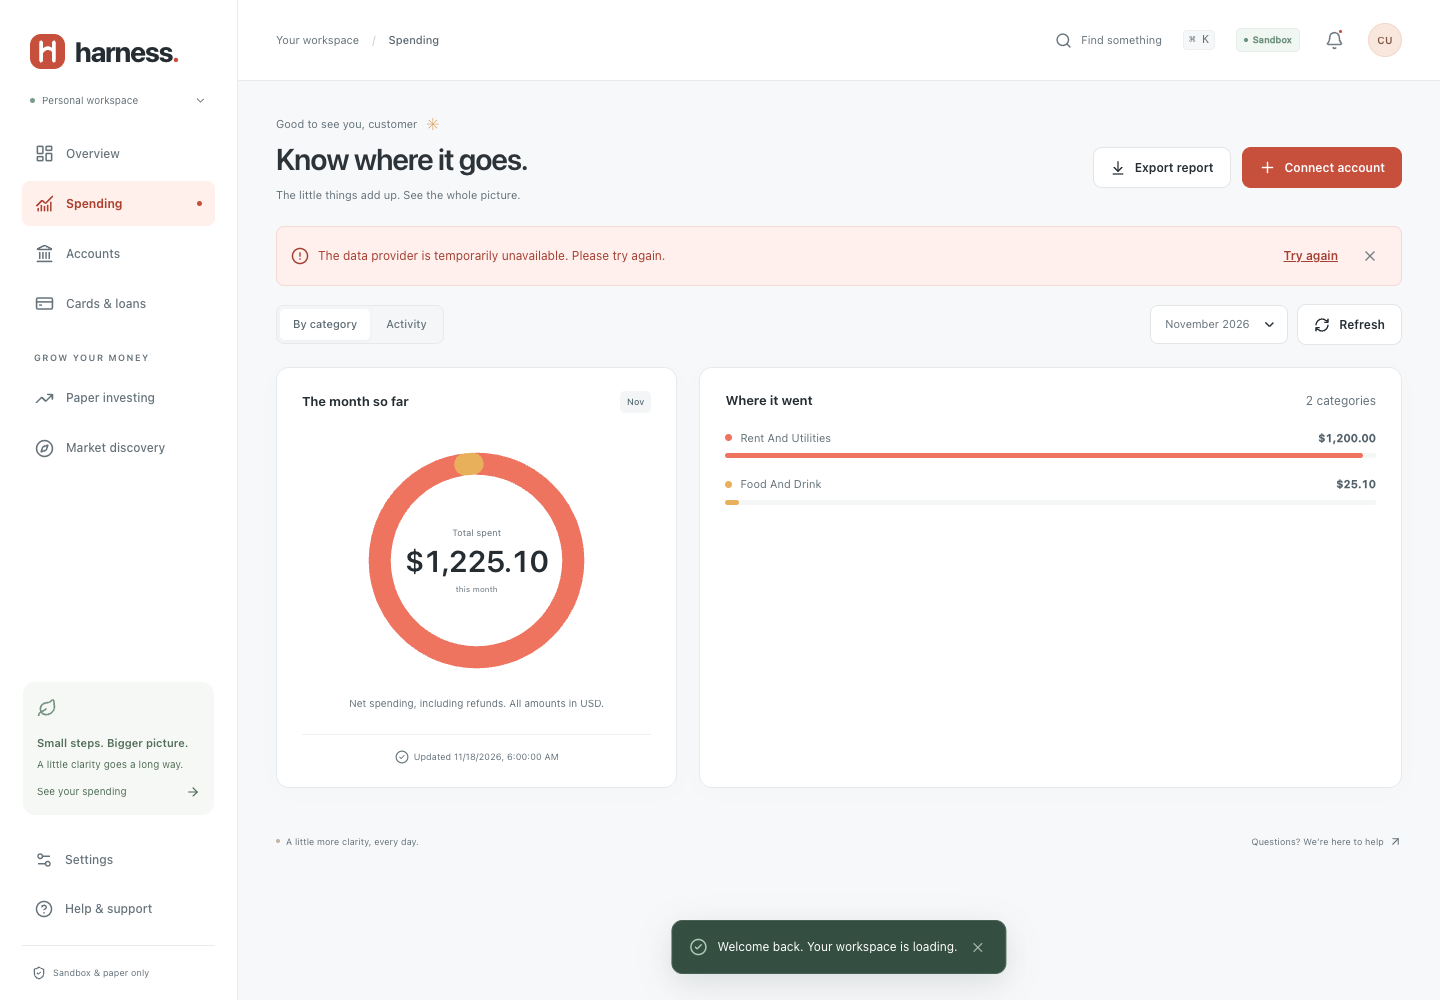 harness.
Personal workspace
Overview
Spending
Accounts
Cards & loans
GROW YOUR MONEY
Paper investing
Market discovery
Small steps. Bigger picture.
A little clarity goes a long way.
See your spending
Settings
Help & support
Sandbox & paper only
Your workspace / Spending
Find something
⌘ K
Sandbox
CU
Good to see you, customer
Know where it goes.
The little things add up. See the whole picture.
Export report
Connect account
The data provider is temporarily unavailable. Please try again.
Try again
By category
Activity
November 2026
Refresh
The month so far
Nov
Total spent
$1,225.10
this month
Net spending, including refunds. All amounts in USD.
Updated 11/18/2026, 6:00:00 AM
Where it went
2 categories
Rent And Utilities
$1,200.00
Food And Drink
$25.10
A little more clarity, every day.
Questions? We're here to help
Welcome back. Your workspace is loading.